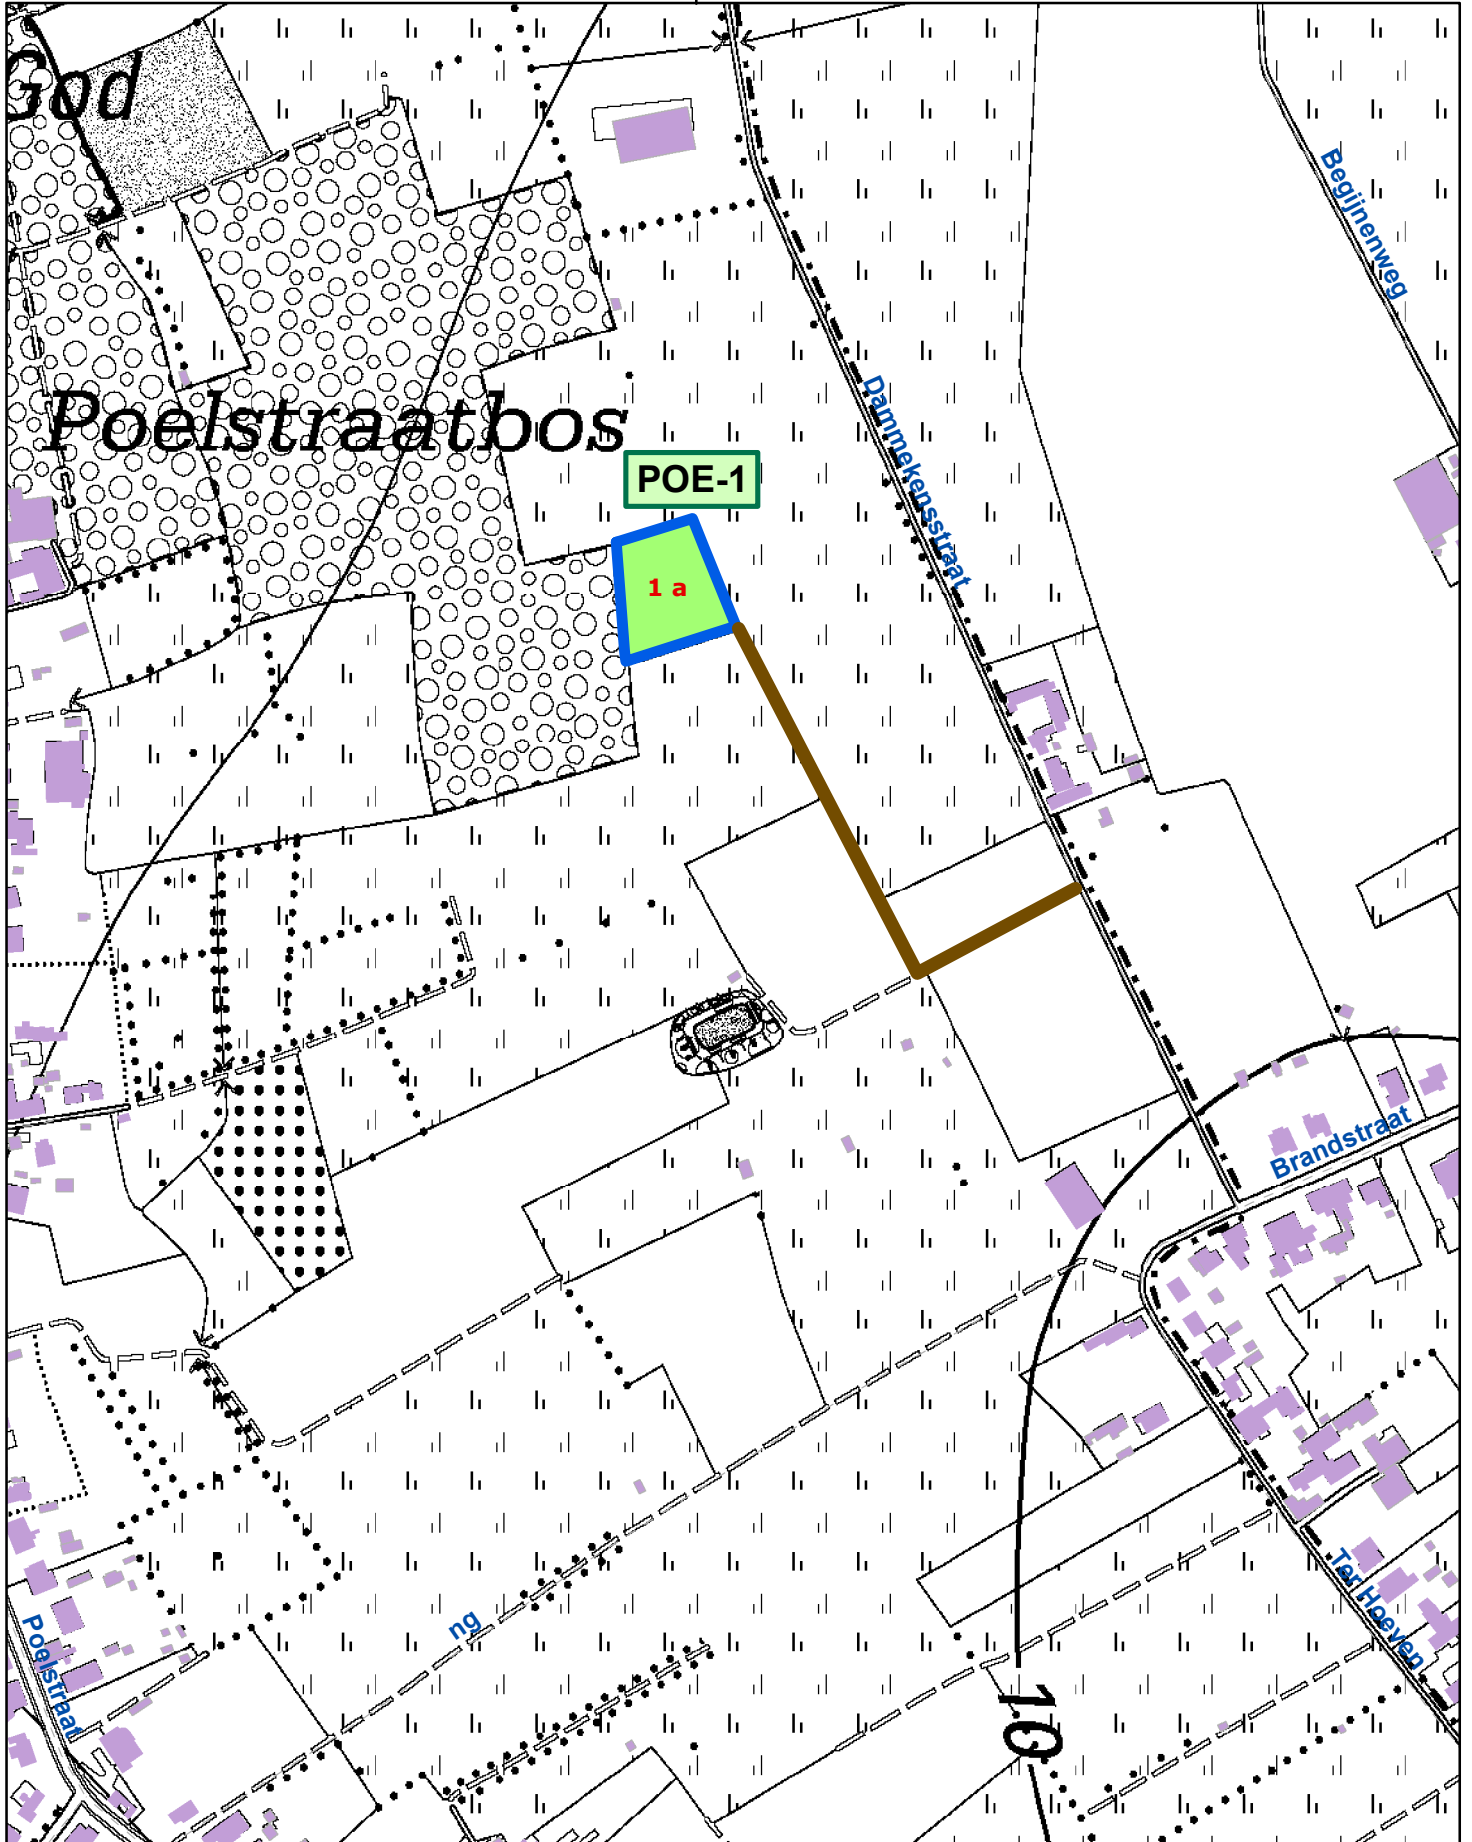 God
Begijnenweg
Poelstraatbos
Dammekensstraat
POE-1
1 a
Brandstraat
Ter Hoeven
ng
Poelstraat
10